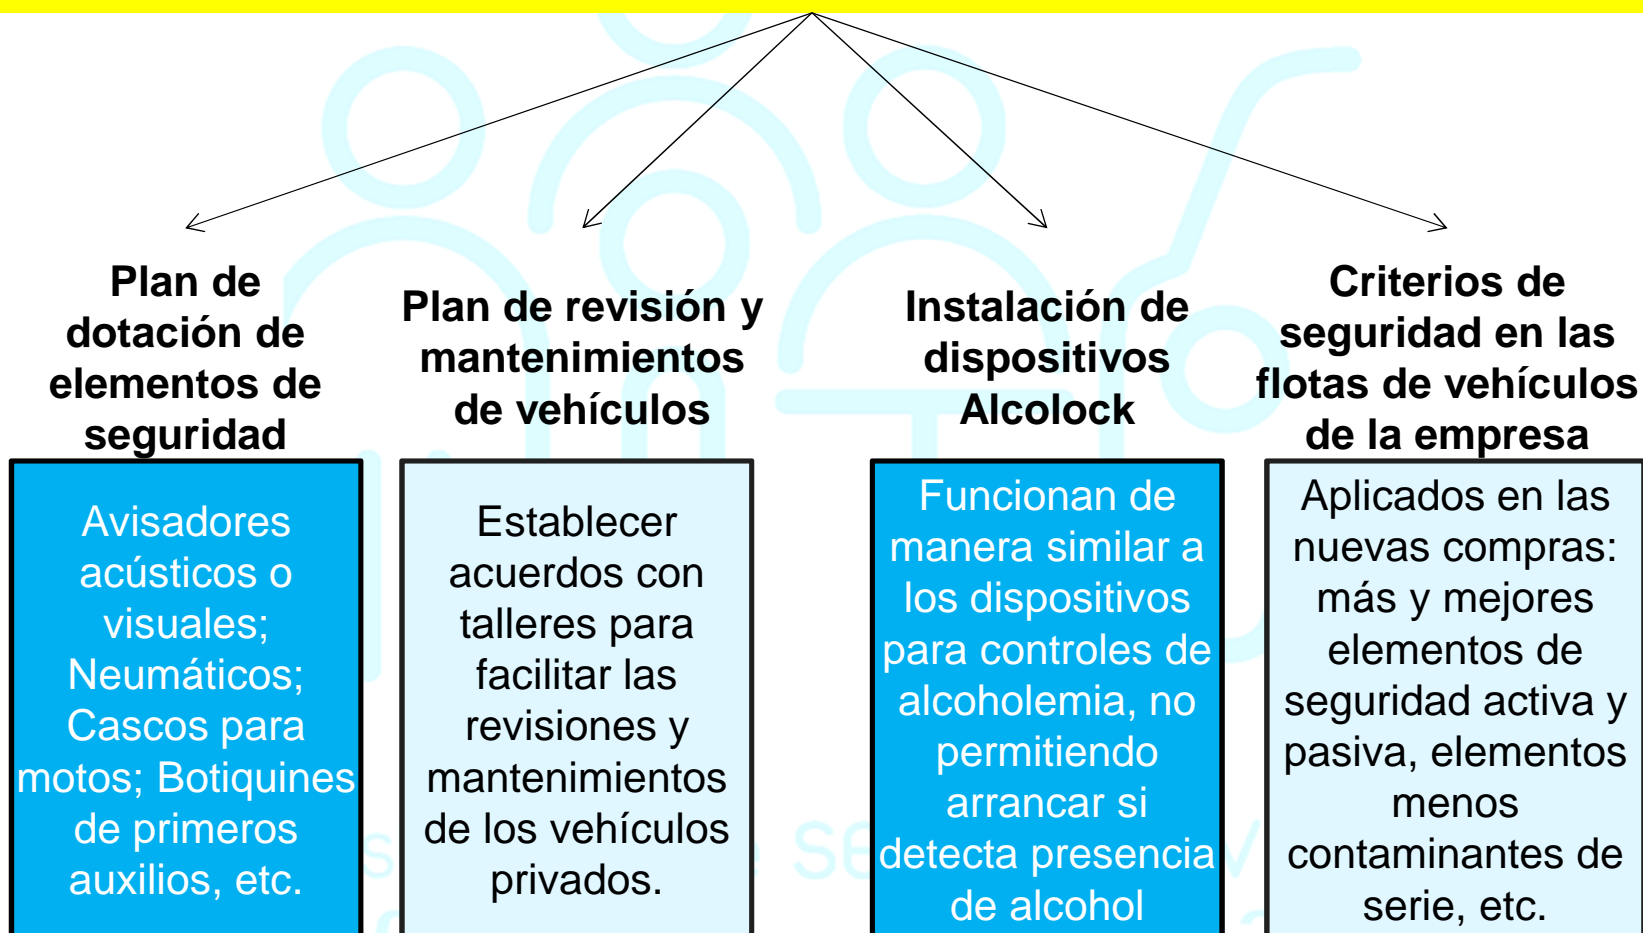 Plan de
dotación de
elementos de
seguridad
Avisadores
acústicos o
visuales;
Neumáticos;
Cascos para
motos; Botiquines
de primeros
auxilios, etc.
Plan de revisión y
mantenimientos
de vehículos
Establecer
acuerdos con
talleres para
facilitar las
revisiones y
mantenimientos
de los vehículos
privados.
Instalación de
dispositivos
Alcolock
Funcionan de
manera similar a
los dispositivos
para controles de
alcoholemia, no
permitiendo
arrancar si
detecta presencia
de alcohol
Criterios de
seguridad en las
flotas de vehículos
de la empresa
Aplicados en las
nuevas compras:
más y mejores
elementos de
seguridad activa y
pasiva, elementos
menos
contaminantes de
serie, etc.